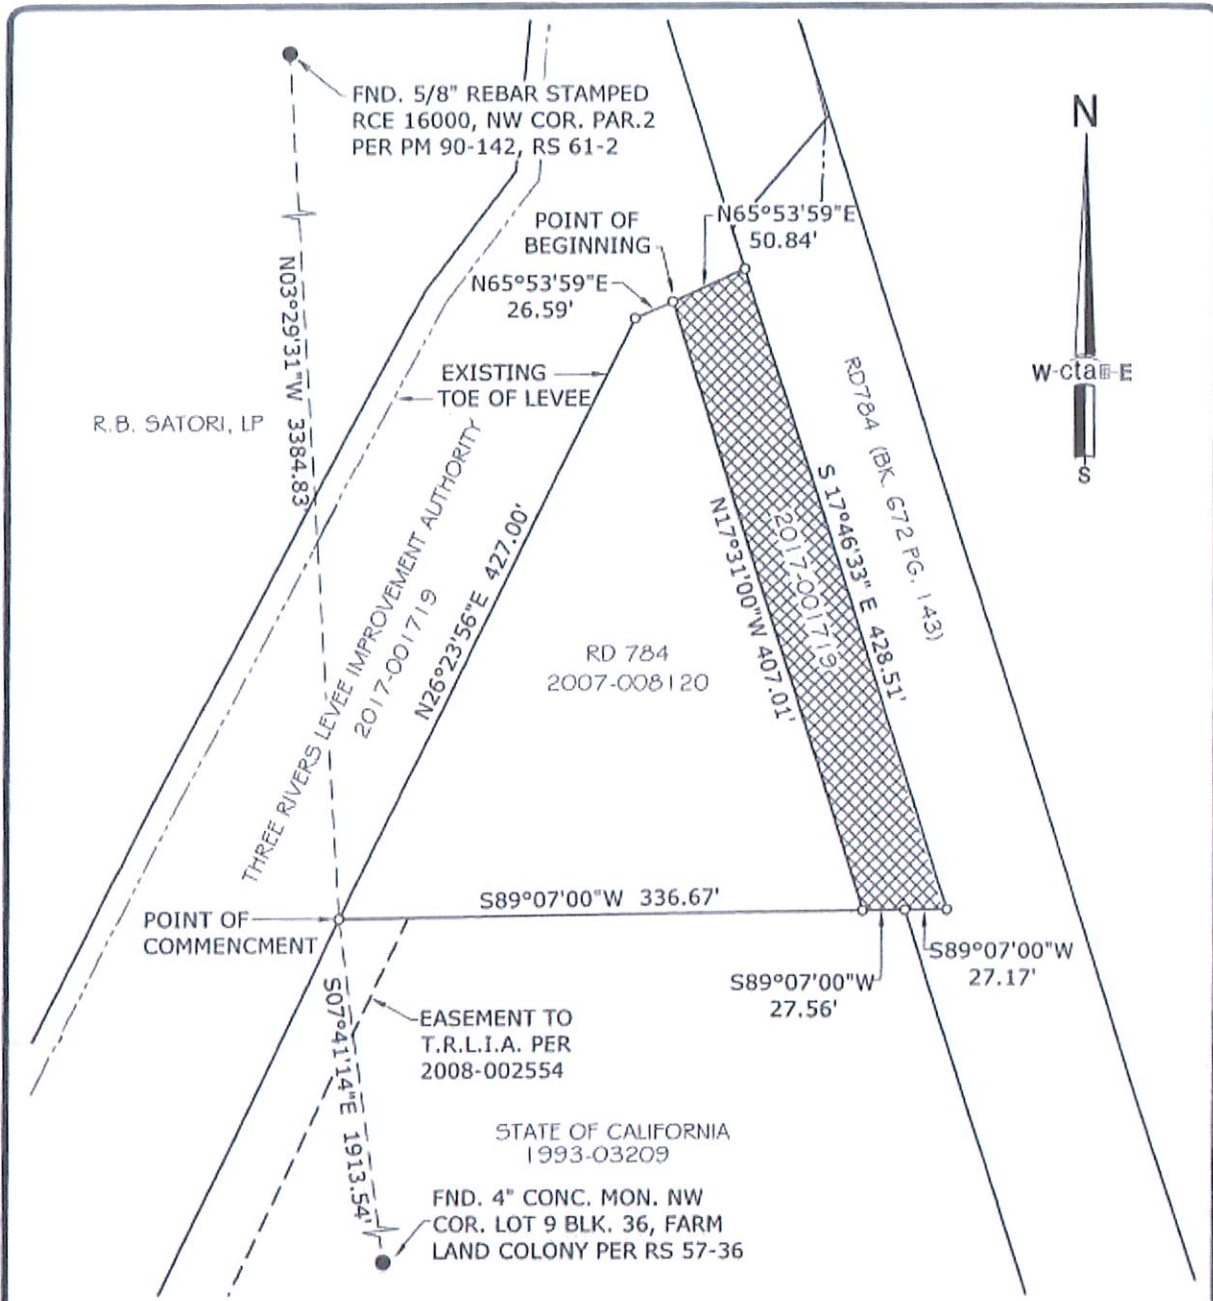 FND. 5/8" REBAR STAMPED
RCE 16000, NW COR. PAR.2
PER PM 90-142, RS 61-2
N
POINT OF
BEGINNING
N65°53'59"E
50.84'
N65°53'59"E
26.59'
N03°29'31"W 3384.83'
EXISTING
TOE OF LEVEE
W
E
S
R.B. SATORI, LP
RD784 (BK. 672 PG. 143)
THREE RIVERS LEVEE IMPROVEMENT AUTHORITY
2017-001719
N26°23'56"E 427.00'
N17°31'00"W 407.01'
2017-001719
S 17°46'33" E 428.51'
RD 784
2007-008120
S89°07'00"W 336.67'
POINT OF
COMMENCMENT
S89°07'00"W
27.17'
S89°07'00"W
27.56'
S07°41'14"E 1913.54'
EASEMENT TO
T.R.L.I.A. PER
2008-002554
STATE OF CALIFORNIA
1993-03209
FND. 4" CONC. MON. NW
COR. LOT 9 BLK. 36, FARM
LAND COLONY PER RS 57-36